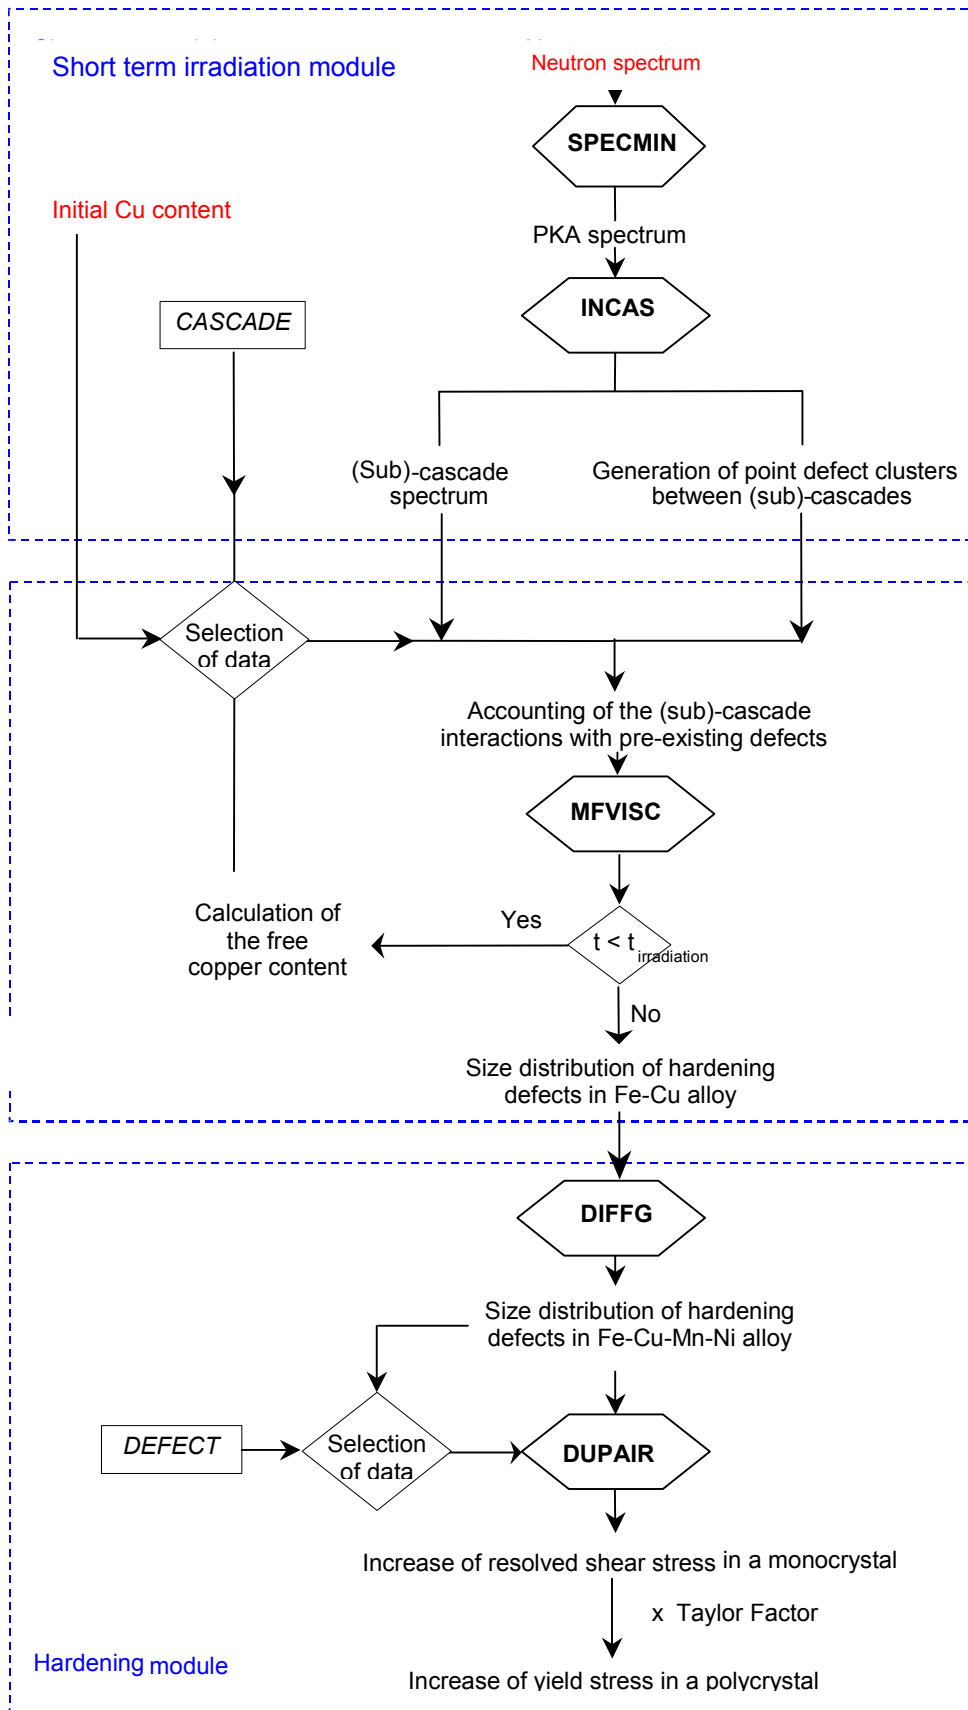 Short term irradiation module
Neutron spectrum
SPECMIN
Initial Cu content
PKA spectrum
INCAS
CASCADE
(Sub)-cascade
spectrum
Generation of point defect clusters
between (sub)-cascades
Selection
of data
Accounting of the (sub)-cascade
interactions with pre-existing defects
MFVISC
Calculation of
the free
copper content
Yes
t < t irradiation
No
Size distribution of hardening
defects in Fe-Cu alloy
DIFFG
Size distribution of hardening
defects in Fe-Cu-Mn-Ni alloy
DEFECT
Selection
of data
DUPAIR
Increase of resolved shear stress in a monocrystal
x Taylor Factor
Hardening module
Increase of yield stress in a polycrystal